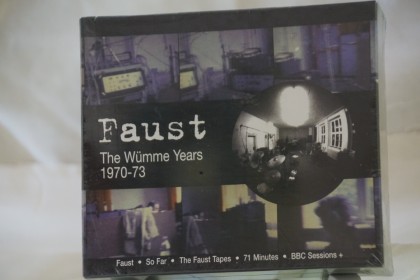 Faust
The Wümme Years
1970-73
Faust • So Far • The Faust Tapes • 71 Minutes • BBC Sessions +